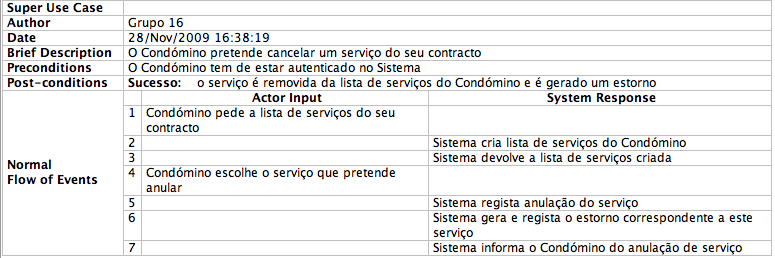 Super Use Case
Author Grupo 16
Date 28/Nov/2009 16:38:19
Brief Description O Condómino pretende cancelar um serviço do seu contracto
Preconditions O Condómino tem de estar autenticado no Sistema
Post-conditions Sucesso: o serviço é removida da lista de serviços do Condómino e é gerado um estorno
Normal
Flow of Events
Actor Input System Response
1 Condómino pede a lista de serviços do seu
contracto
2 Sistema cria lista de serviços do Condómino
3 Sistema devolve a lista de serviços criada
4 Condómino escolhe o serviço que pretende
anular
5 Sistema regista anulação do serviço
6 Sistema gera e regista o estorno correspondente a este
serviço
7 Sistema informa o Condómino do anulação de serviço